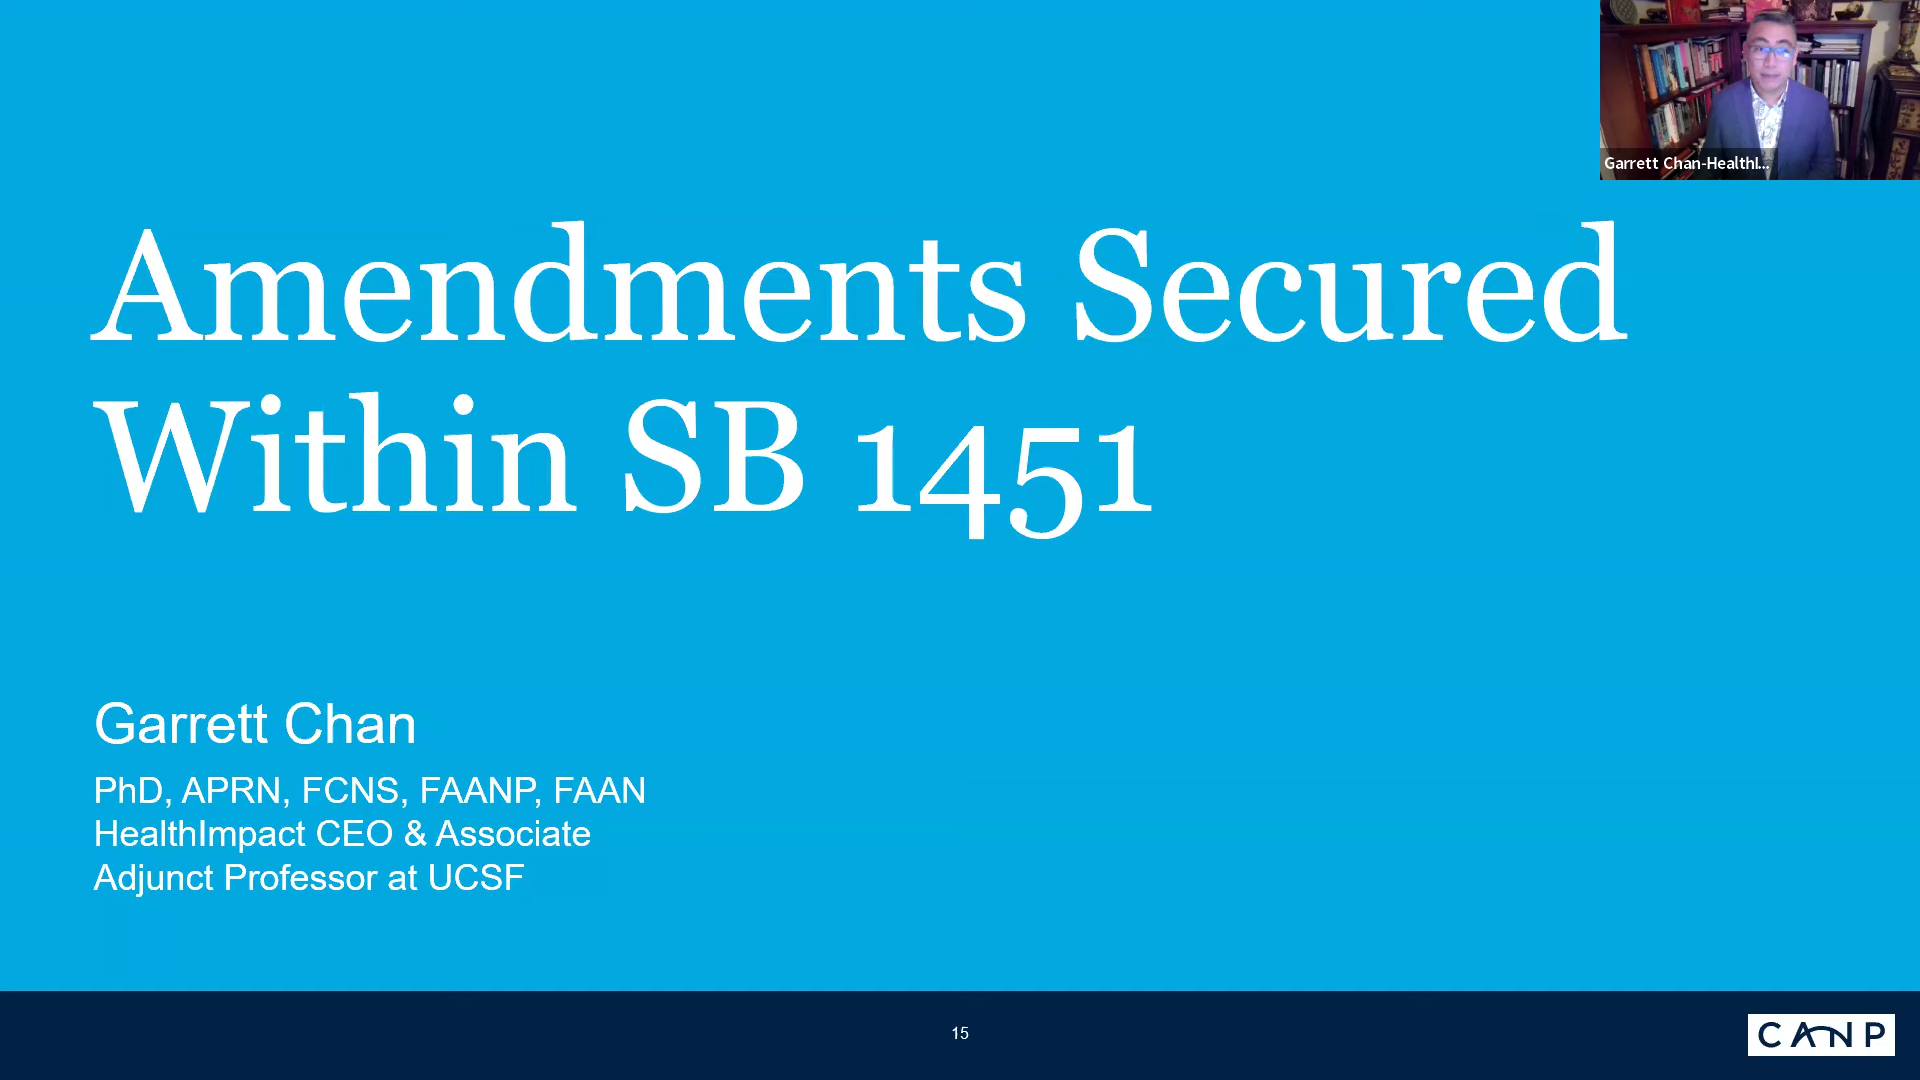 Garrett Chan-HealthI...
Amendments Secured
Within SB 1451
Garrett Chan
PhD, APRN, FCNS, FAANP, FAAN
HealthImpact CEO & Associate
Adjunct Professor at UCSF
15
CANP